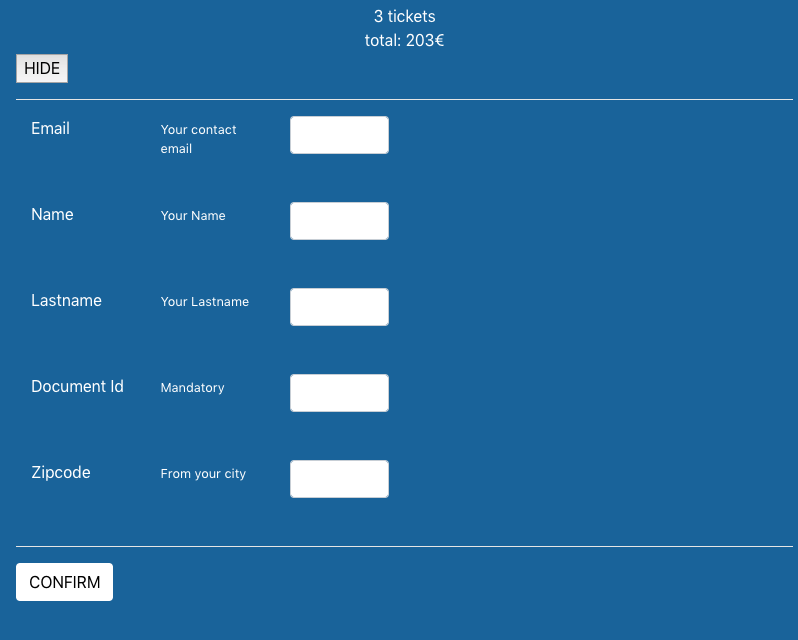 3 tickets
total: 203€
HIDE
Email
Your contact
email
Name
Your Name
Lastname
Your Lastname
Document Id
Mandatory
Zipcode
From your city
CONFIRM